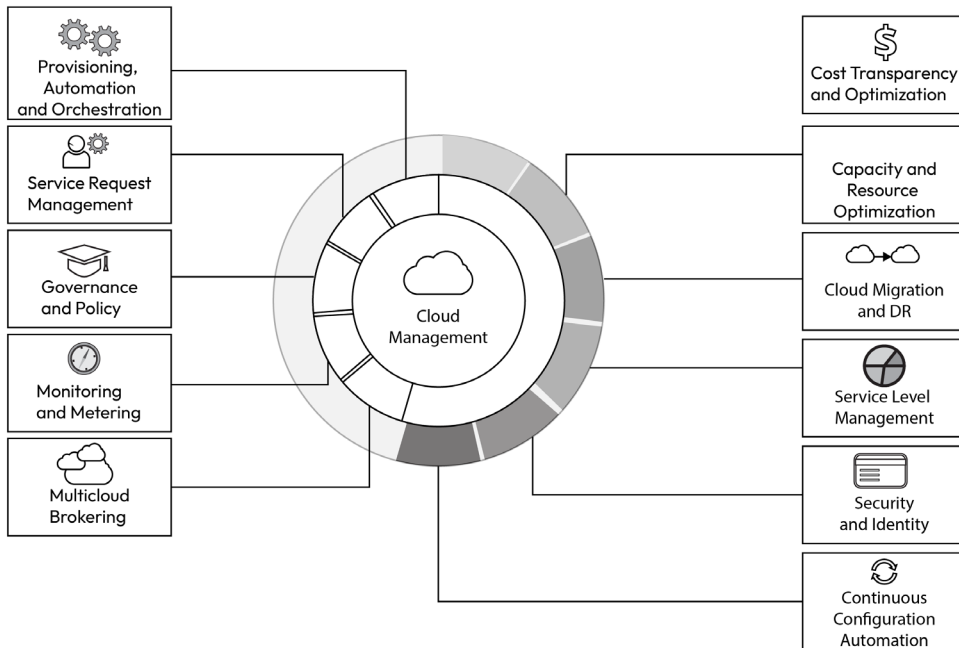 Provisioning,
Automation
and Orchestration
Service Request
Management
Governance
and Policy
Monitoring
and Metering
Multicloud
Brokering
Cloud
Management
$
Cost Transparency
and Optimization
Capacity and
Resource
Optimization
Cloud Migration
and DR
Service Level
Management
Security
and Identity
Continuous
Configuration
Automation